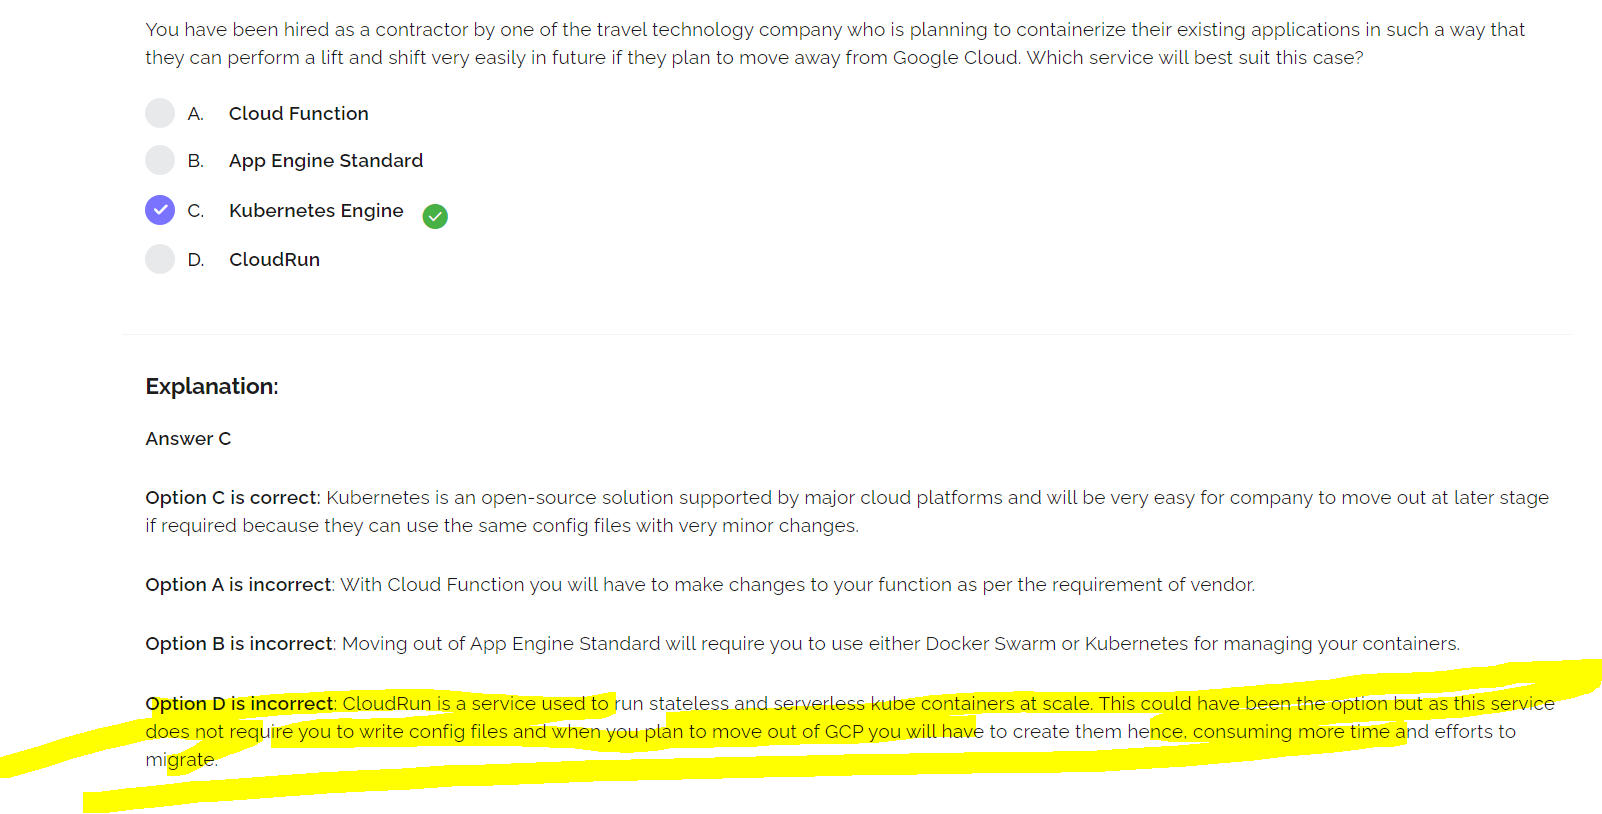 You have been hired as a contractor by one of the travel technology company who is planning to containerize their existing applications in such a way that
they can perform a lift and shift very easily in future if they plan to move away from Google Cloud. Which service will best suit this case?
A. Cloud Function
B. App Engine Standard
C. Kubernetes Engine
D. CloudRun
Explanation:
Answer C
Option C is correct: Kubernetes is an open-source solution supported by major cloud platforms and will be very easy for company to move out at later stage
if required because they can use the same config files with very minor changes.
Option A is incorrect: With Cloud Function you will have to make changes to your function as per the requirement of vendor.
Option B is incorrect: Moving out of App Engine Standard will require you to use either Docker Swarm or Kubernetes for managing your containers.
Option D is incorrect: CloudRun is a service used to run stateless and serverless kube containers at scale. This could have been the option but as this service
does not require you to write config files and when you plan to move out of GCP you will have to create them hence, consuming more time and efforts to
migrate.